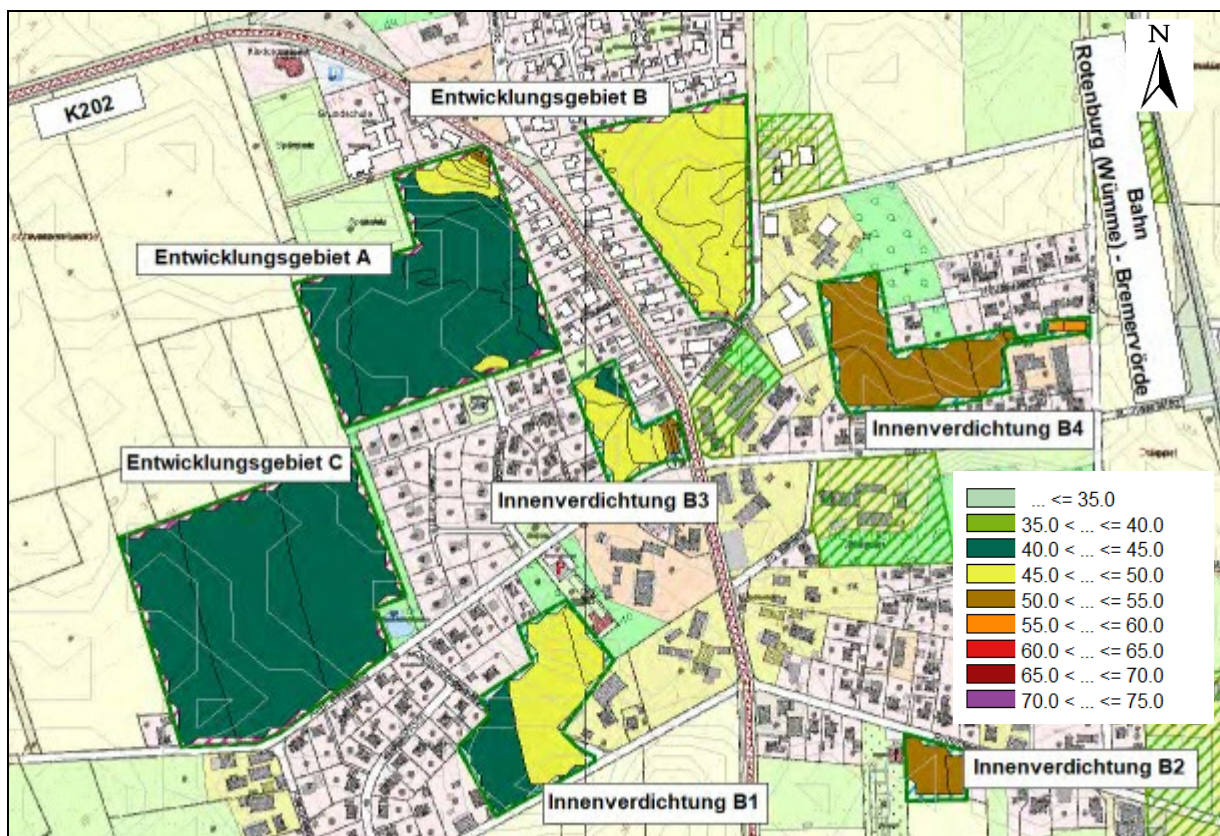 Entwicklungsgebiet B
N
K202
Grundschule
Entwicklungsgebiet A
Rotenburg (Wümme) - Bremervörde
Bahn
Innenverdichtung B4
Entwicklungsgebiet C
Innenverdichtung B3
... <= 35.0
35.0 < ... <= 40.0
40.0 < ... <= 45.0
45.0 < ... <= 50.0
50.0 < ... <= 55.0
55.0 < ... <= 60.0
60.0 < ... <= 65.0
65.0 < ... <= 70.0
70.0 < ... <= 75.0
Innenverdichtung B2
Innenverdichtung B1